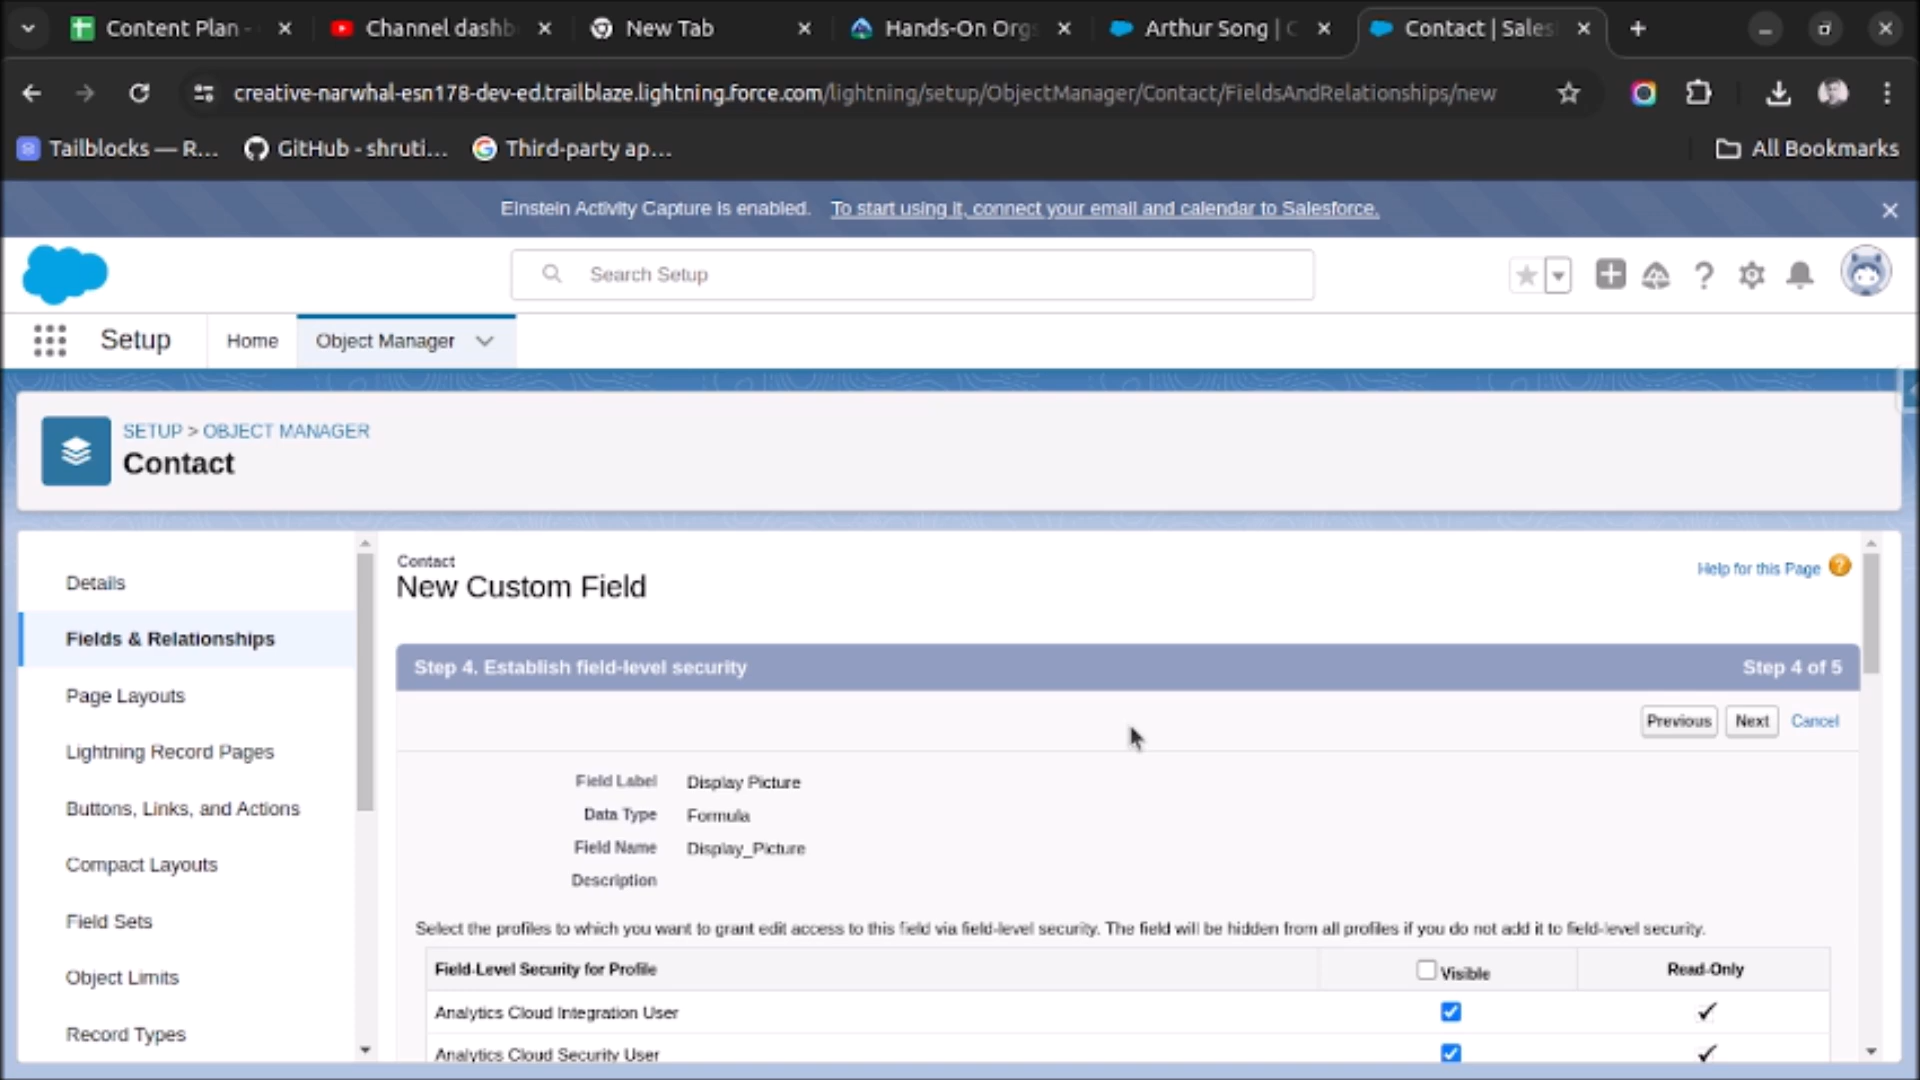 Content Plan -
Channel dashb
New Tab
Hands-On Orgs
Arthur Song | C
Contact | Sales
creative-narwhal-esn178-dev-ed.trailblaze.lightning.force.com/lightning/setup/ObjectManager/Contact/FieldsAndRelationships/new
Tailblocks — R...
GitHub - shruti...
Third-party ap...
All Bookmarks
Einstein Activity Capture is enabled. To start using it, connect your email and calendar to Salesforce.
Search Setup
Setup
Home
Object Manager
SETUP > OBJECT MANAGER
Contact
Details
Fields & Relationships
Page Layouts
Lightning Record Pages
Buttons, Links, and Actions
Compact Layouts
Field Sets
Object Limits
Record Types
Contact
New Custom Field
Help for this Page
Step 4. Establish field-level security
Step 4 of 5
Previous
Next
Cancel
Field Label Display Picture
Data Type Formula
Field Name Display_Picture
Description
Select the profiles to which you want to grant edit access to this field via field-level security. The field will be hidden from all profiles if you do not add it to field-level security.
Field-Level Security for Profile Visible Read-Only
Analytics Cloud Integration User
Analytics Cloud Security User